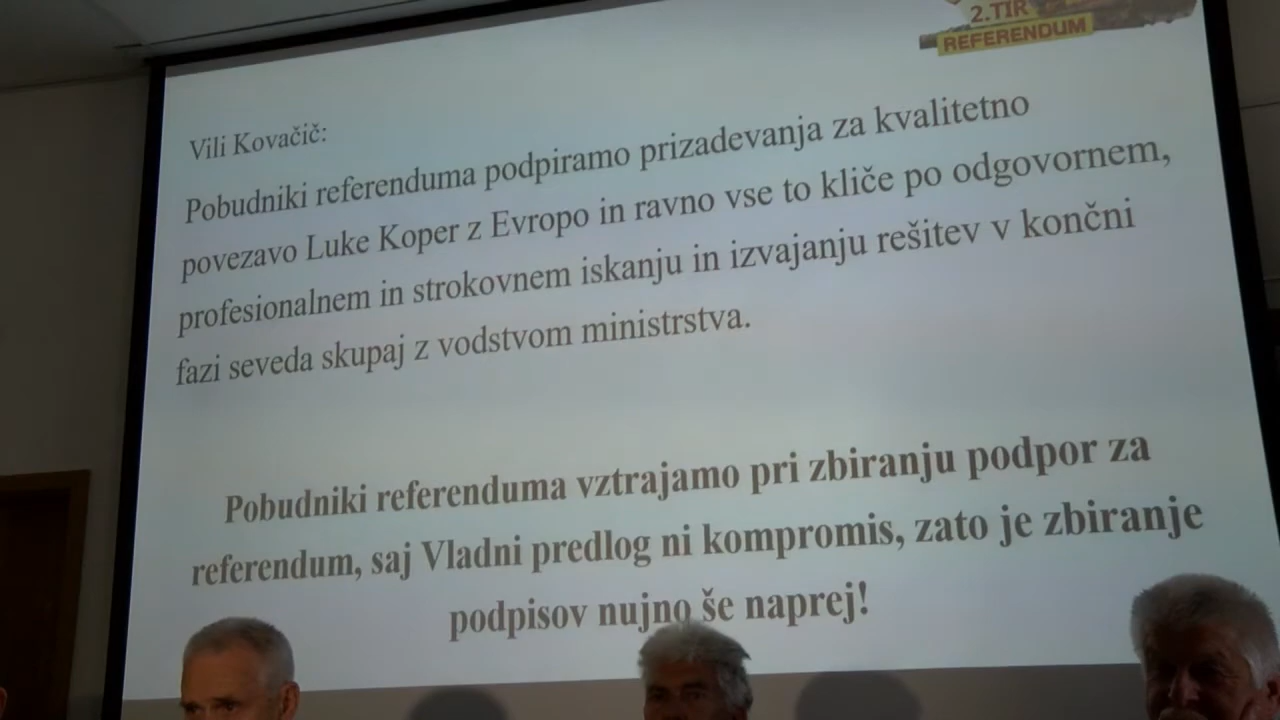 2.TIR
REFERENDUM
Vili Kovačič:
Pobudniki referenduma podpiramo prizadevanja za kvalitetno
povezavo Luke Koper z Evropo in ravno vse to kliče po odgovornem,
profesionalnem in strokovnem iskanju in izvajanju rešitev v končni
fazi seveda skupaj z vodstvom ministrstva.
Pobudniki referenduma vztrajamo pri zbiranju podpor za
referendum, saj Vladni predlog ni kompromis, zato je zbiranje
podpisov nujno še naprej!